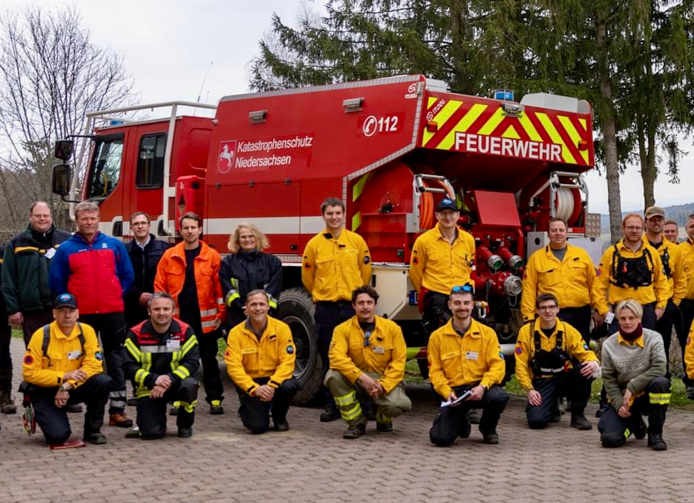 Katastrophenschutz
Niedersachsen
112
FEUERWEHR